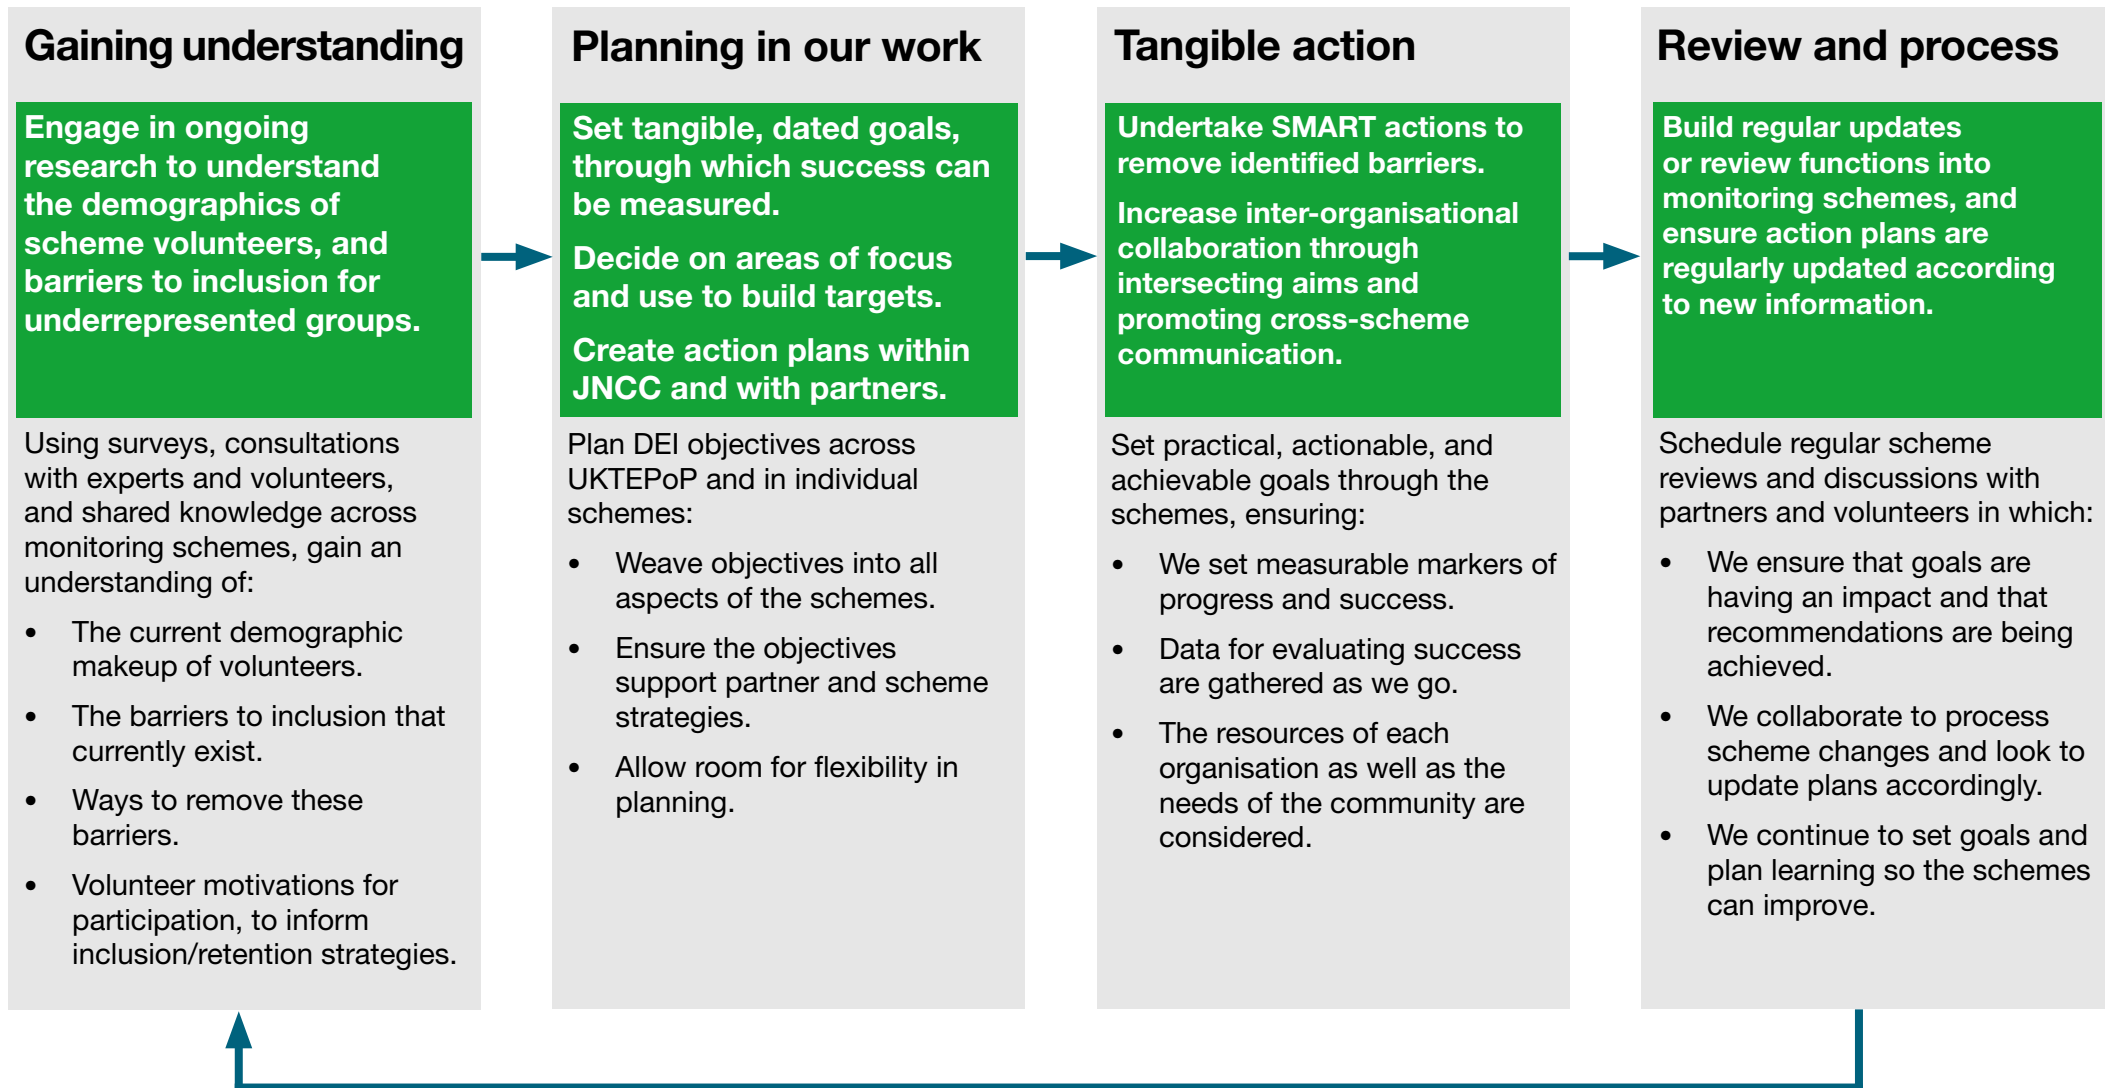 Gaining understanding
Engage in ongoing
research to understand
the demographics of
scheme volunteers, and
barriers to inclusion for
underrepresented groups.
Using surveys, consultations
with experts and volunteers,
and shared knowledge across
monitoring schemes, gain an
understanding of:
• The current demographic
makeup of volunteers.
• The barriers to inclusion that
currently exist.
• Ways to remove these
barriers.
• Volunteer motivations for
participation, to inform
inclusion/retention strategies.
Planning in our work
Set tangible, dated goals,
through which success can
be measured.
Decide on areas of focus
and use to build targets.
Create action plans within
JNCC and with partners.
Plan DEI objectives across
UKTEPoP and in individual
schemes:
• Weave objectives into all
aspects of the schemes.
• Ensure the objectives
support partner and scheme
strategies.
• Allow room for flexibility in
planning.
Tangible action
Undertake SMART actions to
remove identified barriers.
Increase inter-organisational
collaboration through
intersecting aims and
promoting cross-scheme
communication.
Set practical, actionable, and
achievable goals through the
schemes, ensuring:
• We set measurable markers of
progress and success.
• Data for evaluating success
are gathered as we go.
• The resources of each
organisation as well as the
needs of the community are
considered.
Review and process
Build regular updates
or review functions into
monitoring schemes, and
ensure action plans are
regularly updated according
to new information.
Schedule regular scheme
reviews and discussions with
partners and volunteers in which:
• We ensure that goals are
having an impact and that
recommendations are being
achieved.
• We collaborate to process
scheme changes and look to
update plans accordingly.
• We continue to set goals and
plan learning so the schemes
can improve.